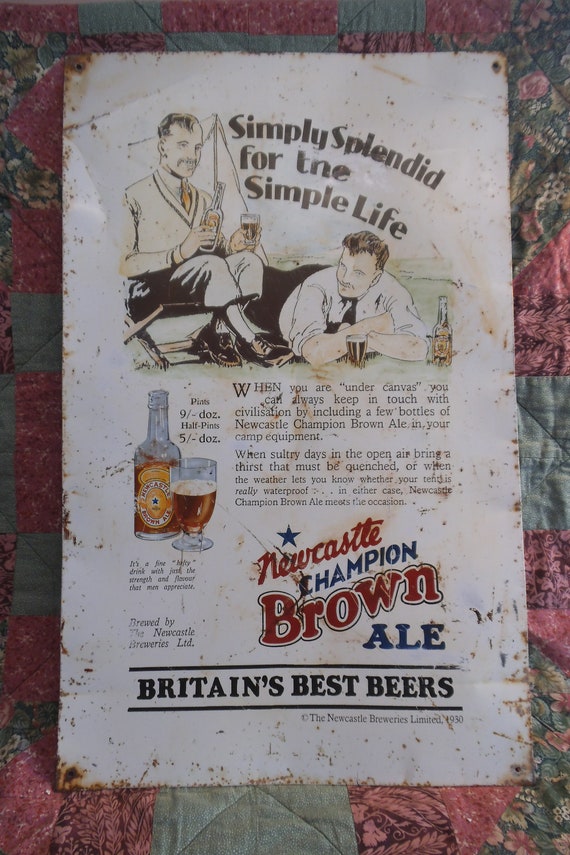 Simply Splendid
for the
Simple Life
WHEN you are "under canvas" you
can always keep in touch with
civilisation by including a few bottles of
Newcastle Champion Brown Ale in your
camp equipment.
When sultry days in the open air bring a
thirst that must be quenched, or when
the weather lets you know whether your tent is
really waterproof . . . in either case, Newcastle
Champion Brown Ale meets the occasion.
Pints
9/- doz.
Half-Pints
5/- doz.
NEWCASTLE
BROWN ALE
It's a fine "hefty"
drink with just the
strength and flavour
that men appreciate.
Brewed by
The Newcastle
Breweries Ltd.
Newcastle
CHAMPION
Brown
ALE
BRITAIN'S BEST BEERS
© The Newcastle Breweries Limited, 1930